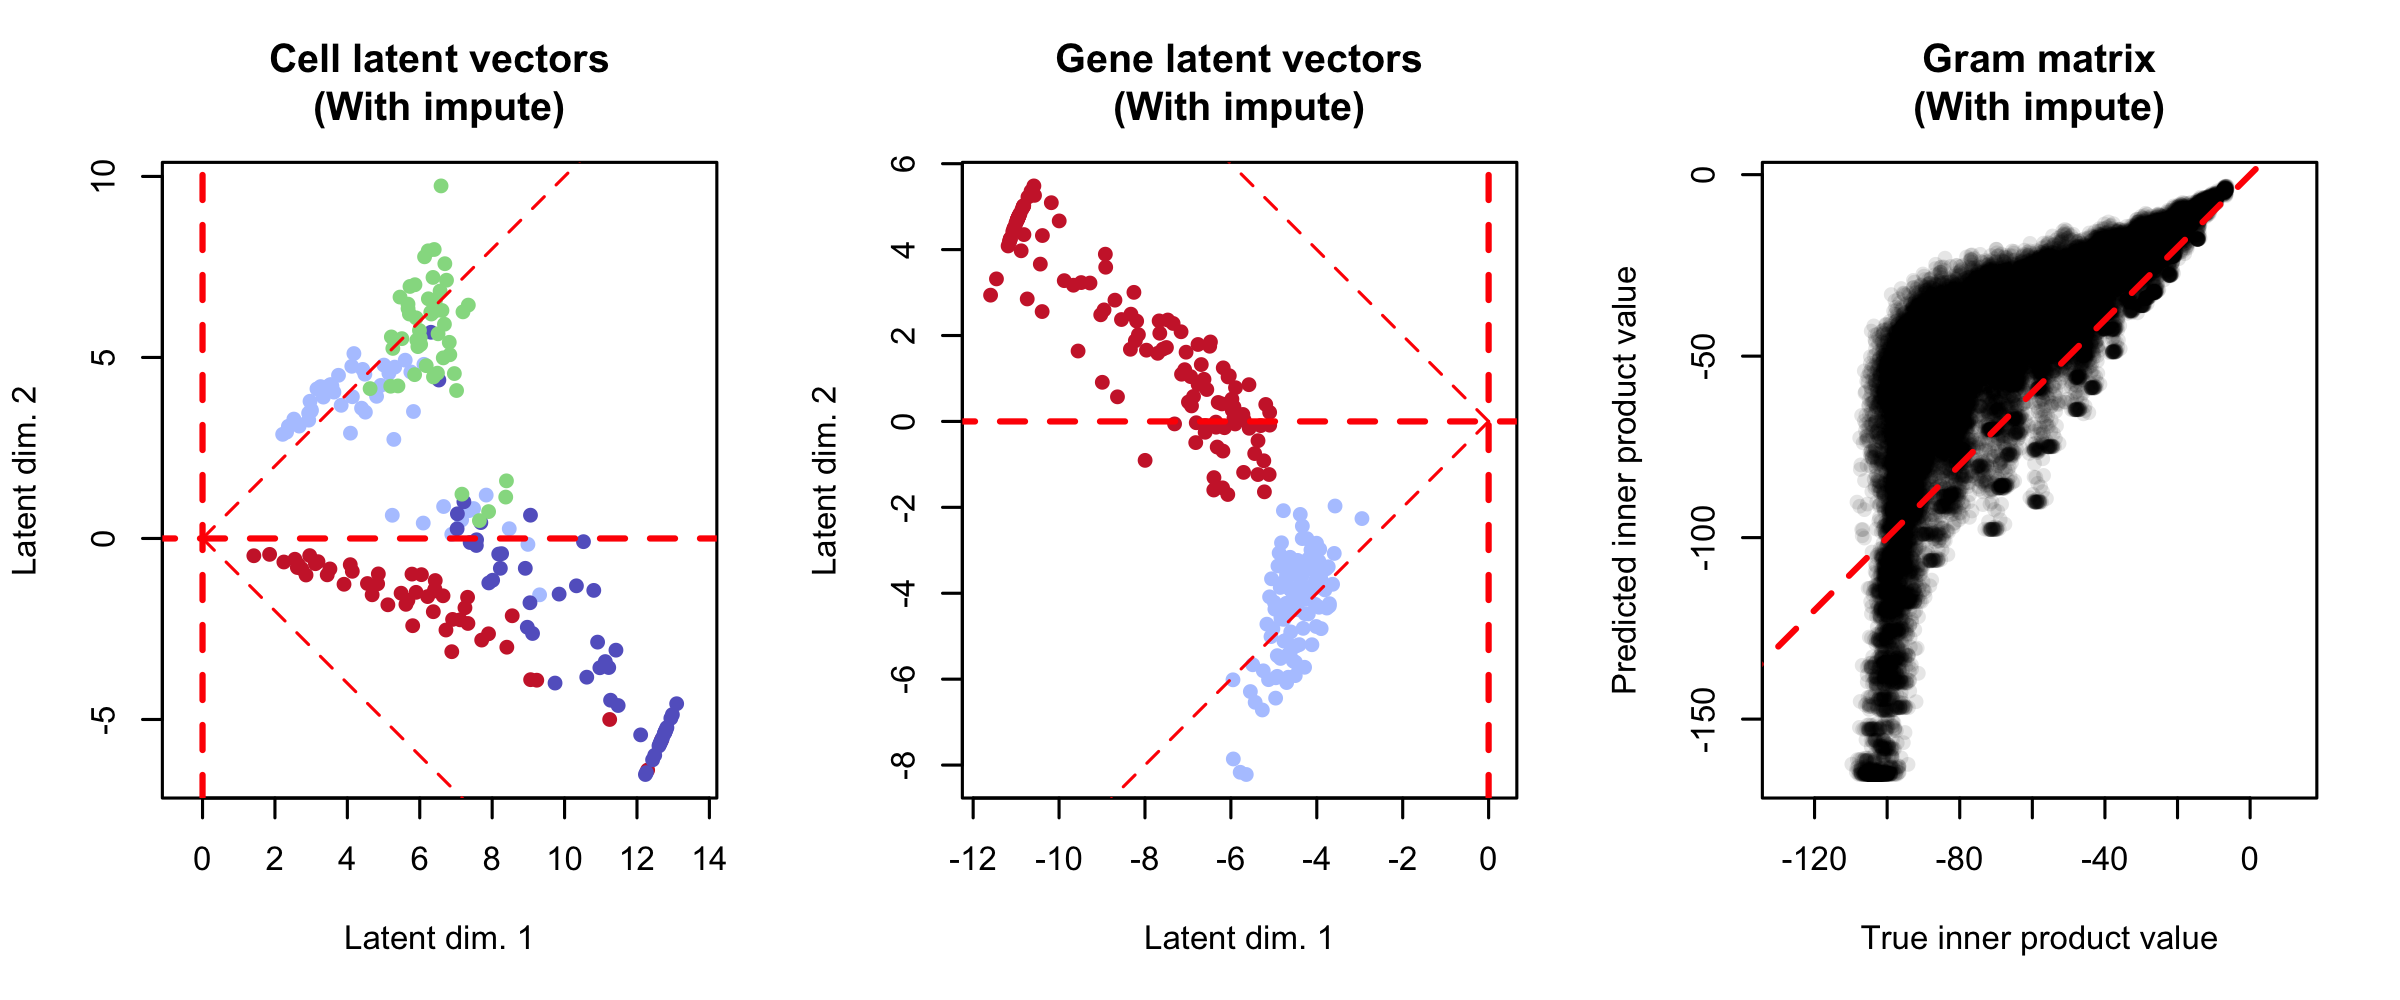 Cell latent vectors
(With impute)
10
5
0
-5
Latent dim. 2
0 2 4 6 8 10 12 14
Latent dim. 1
Gene latent vectors
(With impute)
6
4
2
0
-2
-4
-6
-8
Latent dim. 2
-12 -10 -8 -6 -4 -2 0
Latent dim. 1
Gram matrix
(With impute)
0
-50
-100
-150
Predicted inner product value
-120 -80 -40 0
True inner product value